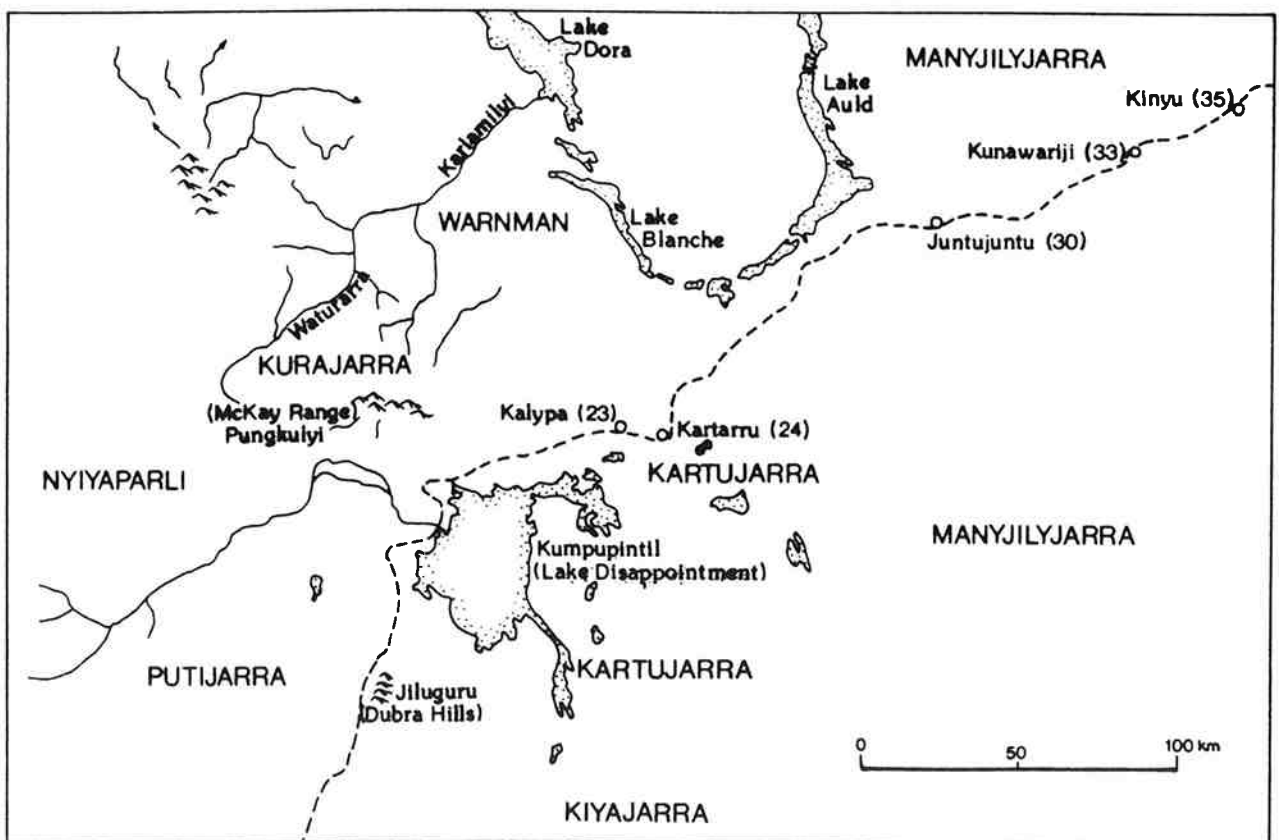 Lake
Dora
MANYJILYJARRA
Lake
Auld
Kinyu (35)
Karlamilyi
Kunawariji (33)
WARNMAN
Lake
Blanche
Juntujuntu (30)
Waturarra
KURAJARRA
(McKay Range)
Pungkulyi
Kalypa (23)
Kartarru (24)
KARTUJARRA
NYIYAPARLI
MANYJILYJARRA
Kumpupintil
(Lake Disappointment)
PUTIJARRA
KARTUJARRA
Jiluguru
(Dubra Hills)
0 50 100 km
KIYAJARRA